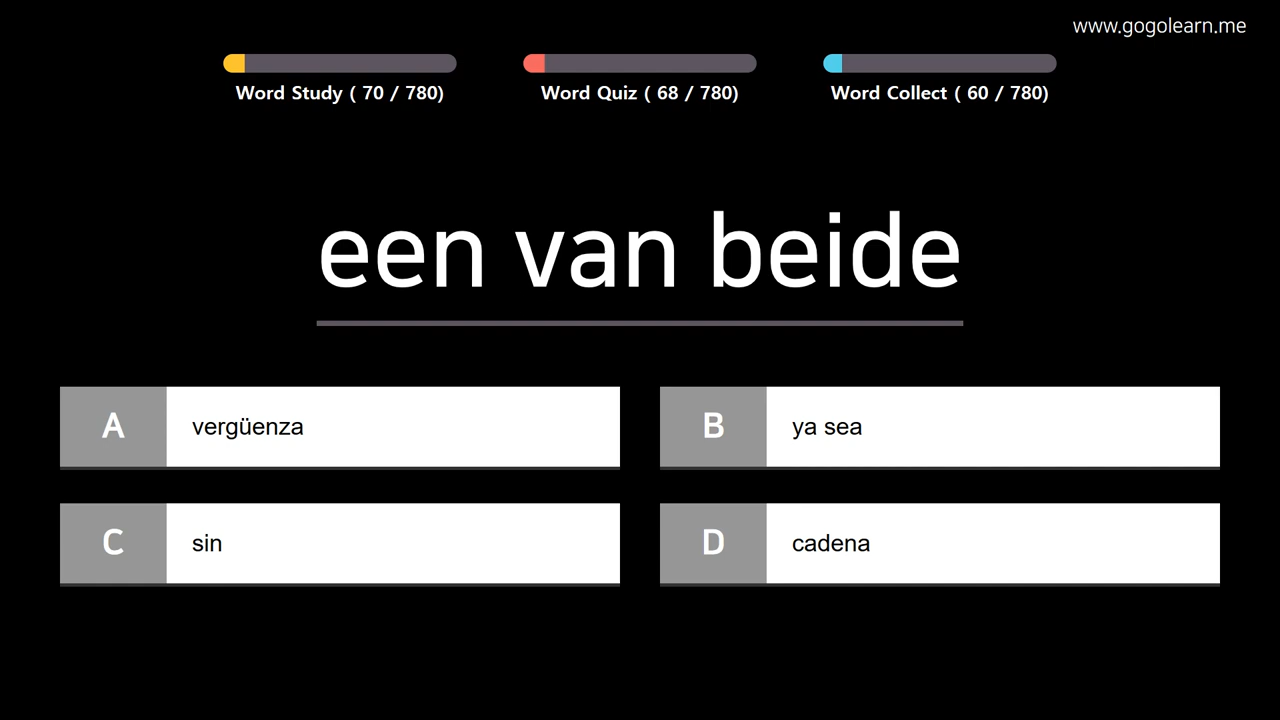 www.gogolearn.me
Word Study ( 70 / 780)
Word Quiz ( 68 / 780)
Word Collect ( 60 / 780)
een van beide
A vergüenza
B ya sea
C sin
D cadena